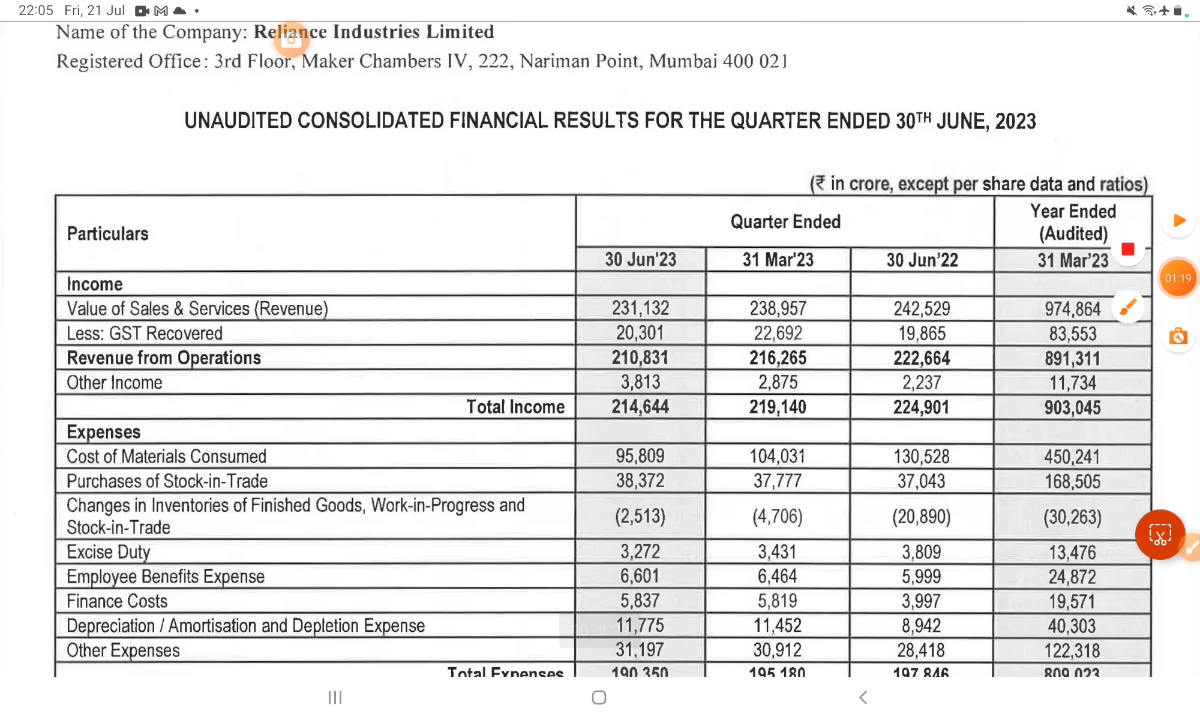 22:05 Fri, 21 Jul
Name of the Company: Reliance Industries Limited
Registered Office: 3rd Floor, Maker Chambers IV, 222, Nariman Point, Mumbai 400 021
UNAUDITED CONSOLIDATED FINANCIAL RESULTS FOR THE QUARTER ENDED 30TH JUNE, 2023
(₹ in crore, except per share data and ratios)
Particulars Quarter Ended Year Ended (Audited)
30 Jun'23 31 Mar'23 30 Jun'22 31 Mar'23
01:19
Income
Value of Sales & Services (Revenue) 231,132 238,957 242,529 974,864
Less: GST Recovered 20,301 22,692 19,865 83,553
Revenue from Operations 210,831 216,265 222,664 891,311
Other Income 3,813 2,875 2,237 11,734
Total Income 214,644 219,140 224,901 903,045
Expenses
Cost of Materials Consumed 95,809 104,031 130,528 450,241
Purchases of Stock-in-Trade 38,372 37,777 37,043 168,505
Changes in Inventories of Finished Goods, Work-in-Progress and
Stock-in-Trade (2,513) (4,706) (20,890) (30,263)
Excise Duty 3,272 3,431 3,809 13,476
Employee Benefits Expense 6,601 6,464 5,999 24,872
Finance Costs 5,837 5,819 3,997 19,571
Depreciation / Amortisation and Depletion Expense 11,775 11,452 8,942 40,303
Other Expenses 31,197 30,912 28,418 122,318
Total Expenses 190,350 195,180 197,846 809,023